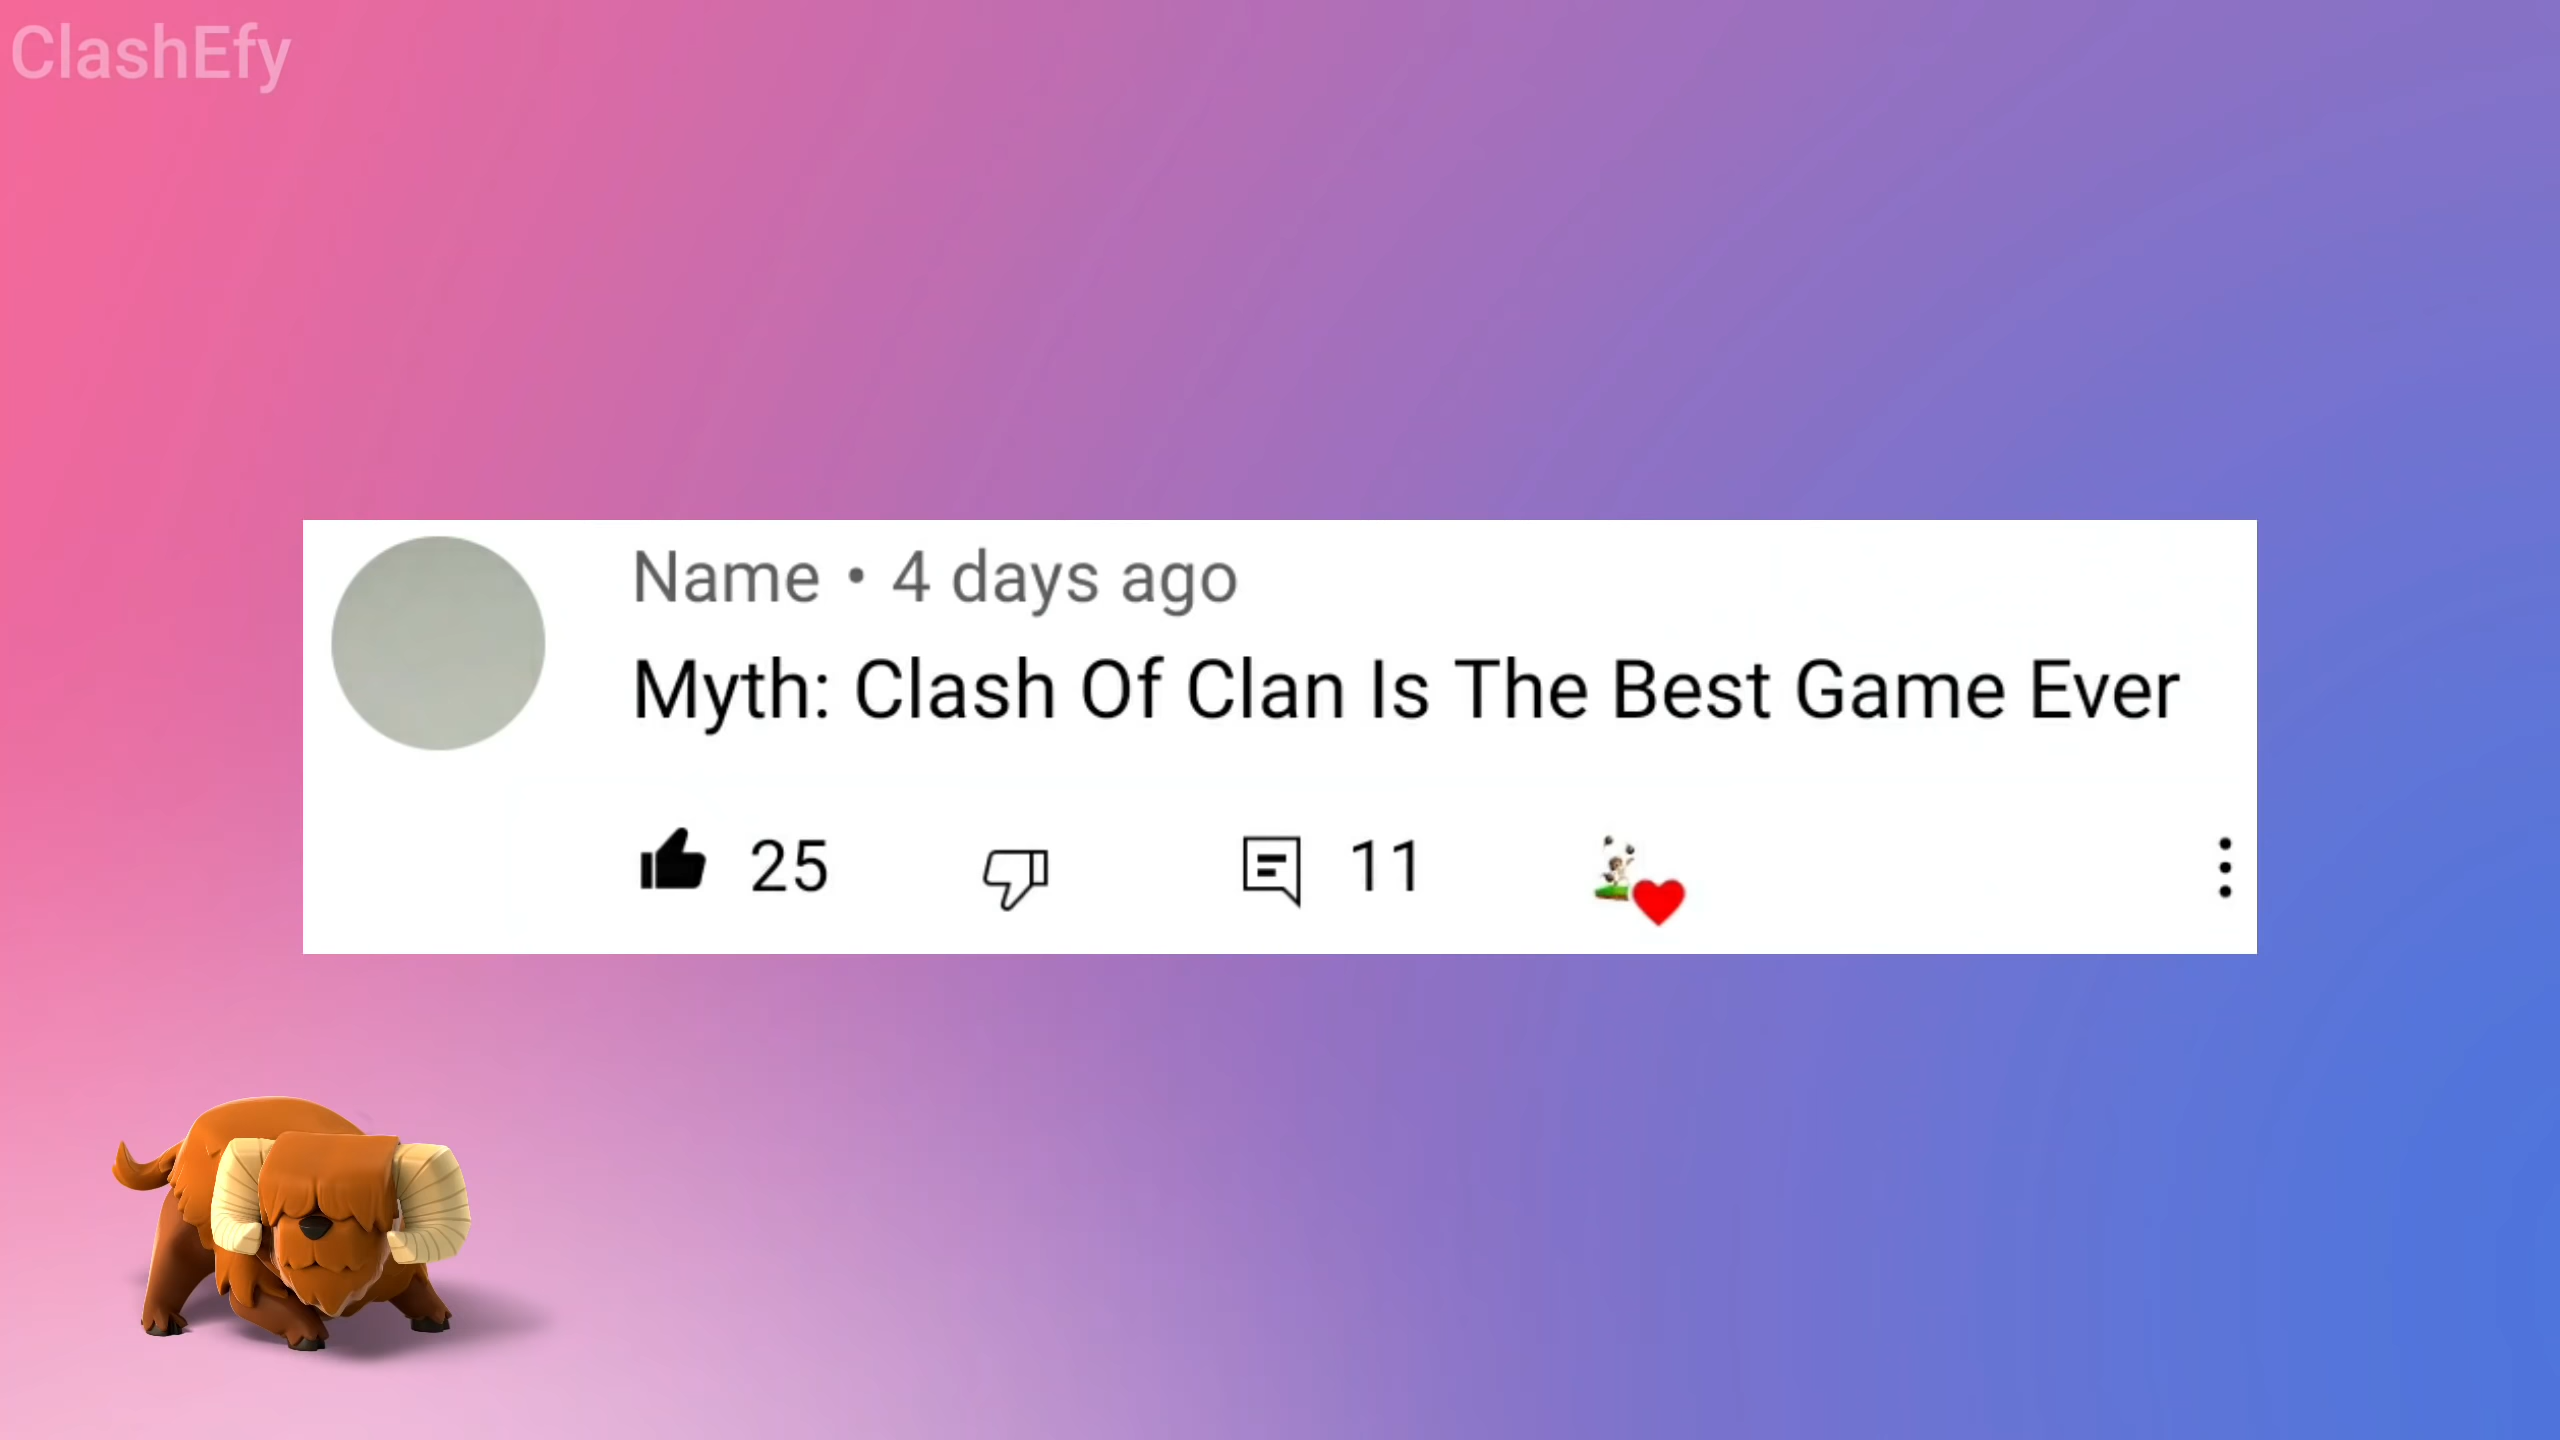 ClashEfy
Name • 4 days ago
Myth: Clash Of Clan Is The Best Game Ever
25 11